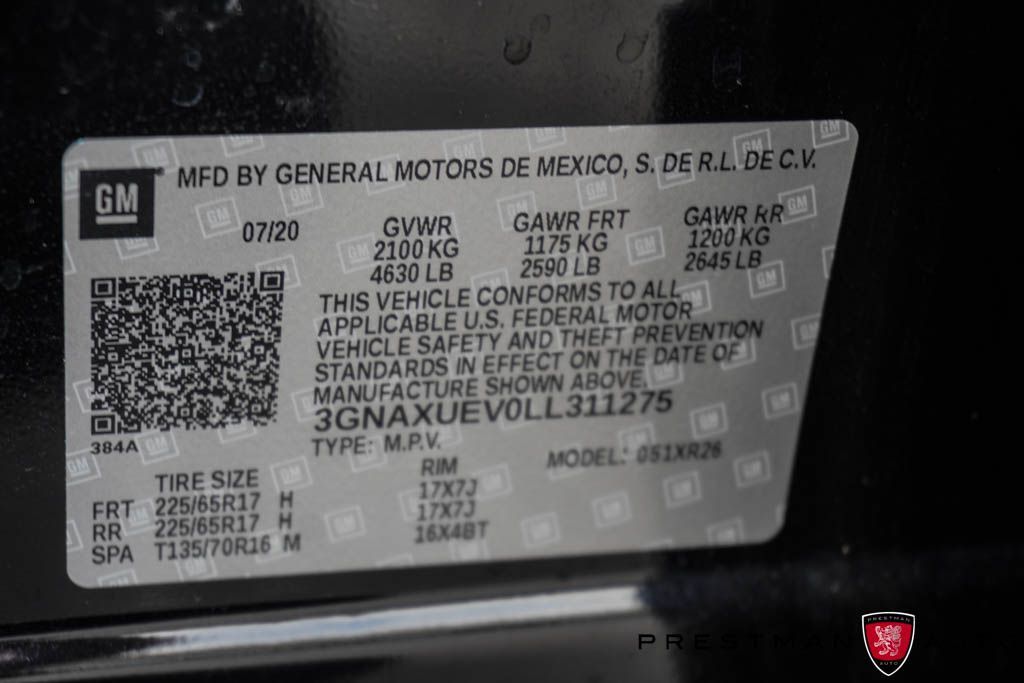 GM
MFD BY GENERAL MOTORS DE MEXICO, S. DE R.L. DE C.V.
07/20
GVWR
2100 KG
4630 LB
GAWR FRT
1175 KG
2590 LB
GAWR RR
1200 KG
2645 LB
THIS VEHICLE CONFORMS TO ALL
APPLICABLE U.S. FEDERAL MOTOR
VEHICLE SAFETY AND THEFT PREVENTION
STANDARDS IN EFFECT ON THE DATE OF
MANUFACTURE SHOWN ABOVE.
3GNAXUEV0LL311275
384A
TYPE: M.P.V.
MODEL: 051XR26
TIRE SIZE RIM
FRT 225/65R17 H 17X7J
RR 225/65R17 H 17X7J
SPA T135/70R16 M 16X4BT
PRESTMAN
PRESTMAN
AUTO